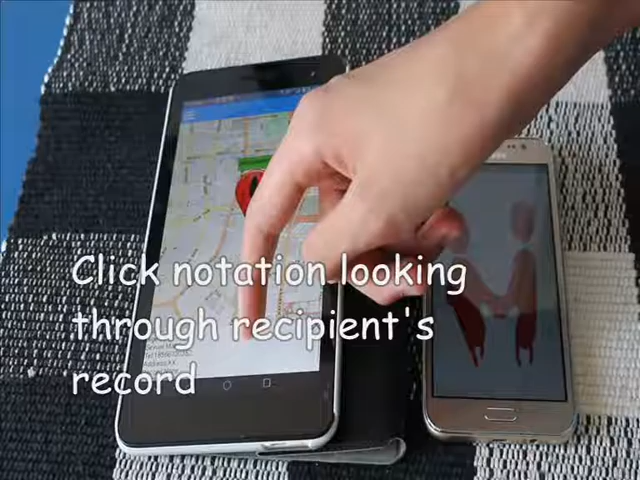 Click notation looking
through recipient's
record